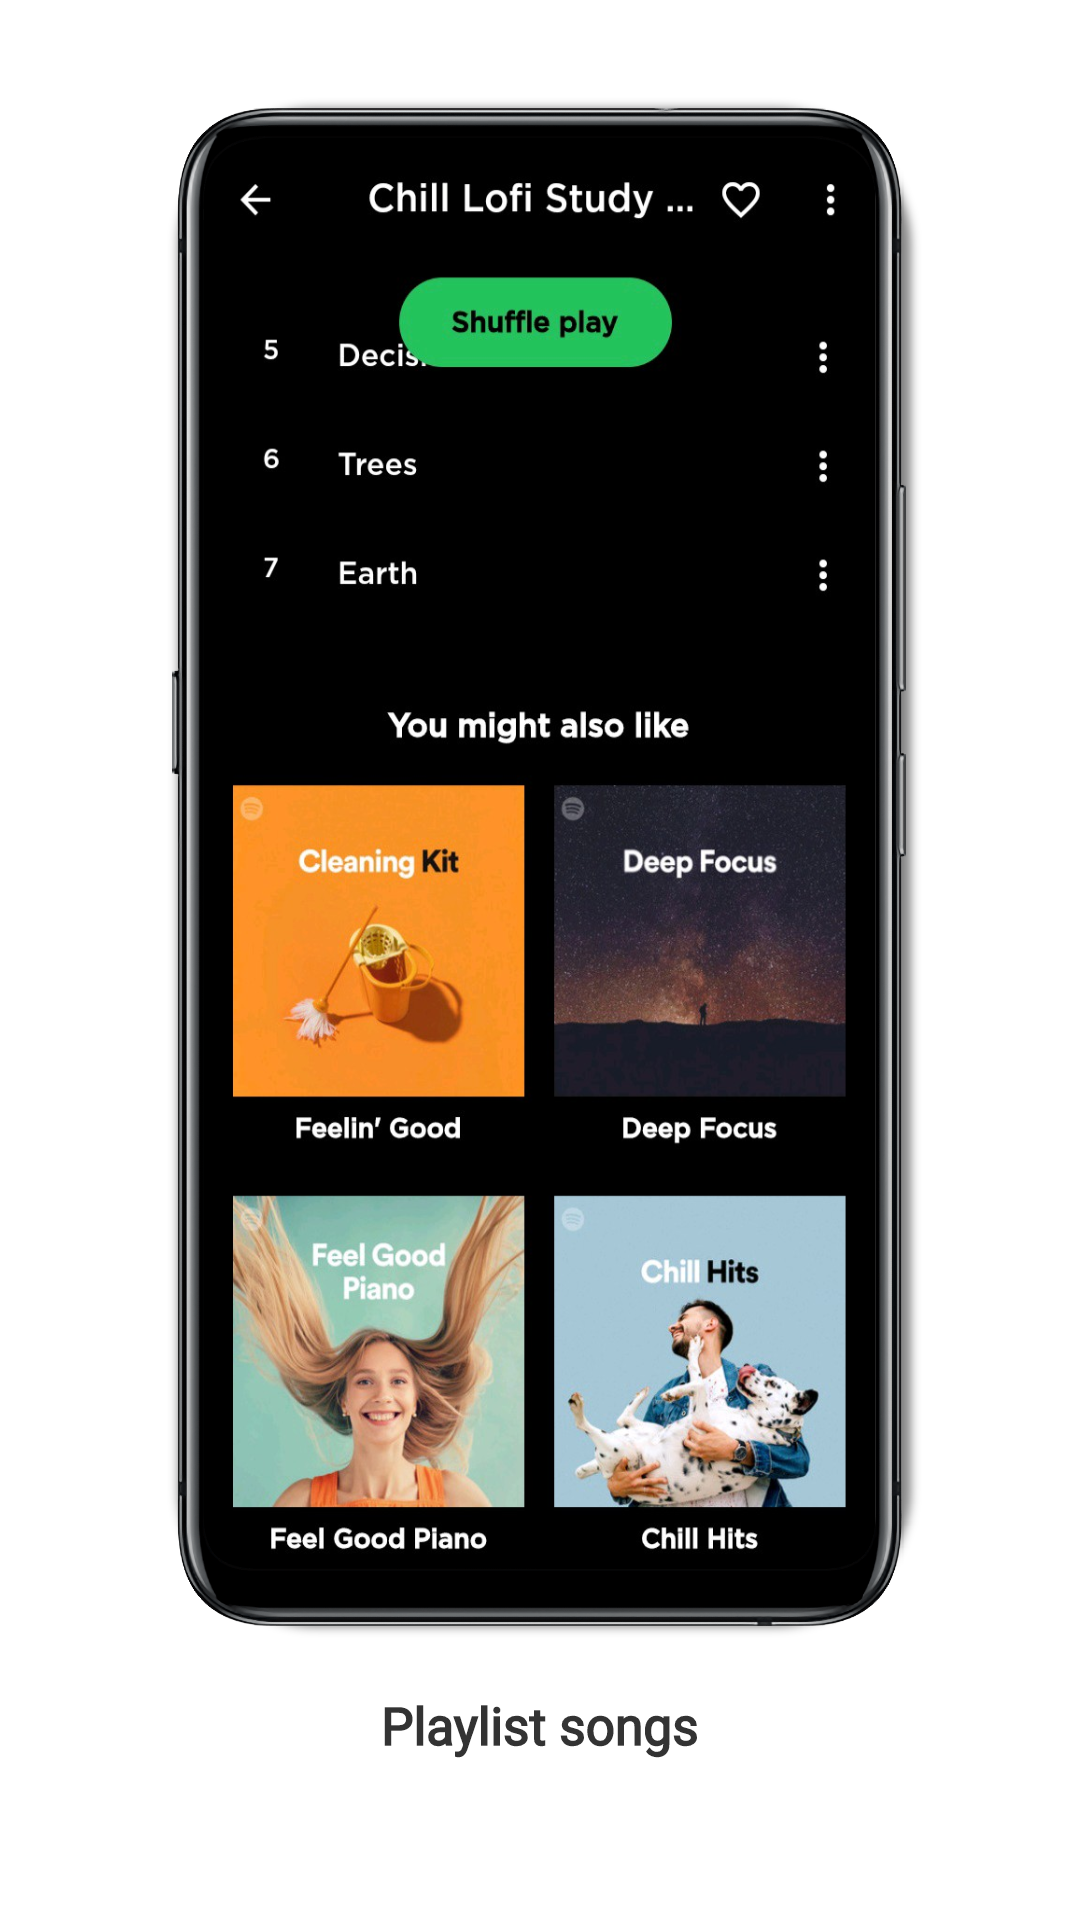 Chill Lofi Study ...
Shuffle play
5
6 Trees
7 Earth
You might also like
Cleaning Kit
Deep Focus
Feelin' Good
Deep Focus
Feel Good
Piano
Chill Hits
Feel Good Piano
Chill Hits
Playlist songs